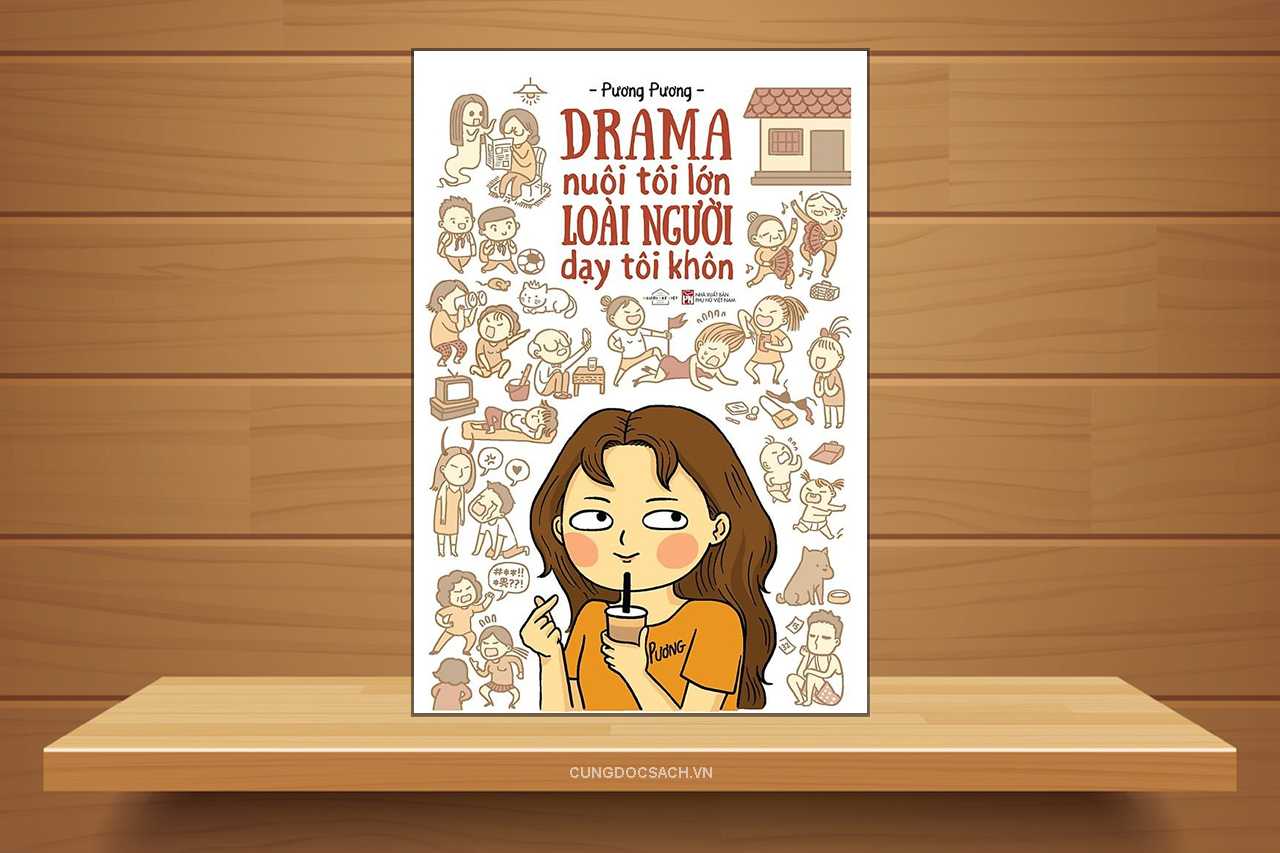 – Pương Pương –
DRAMA
nuôi tôi lớn
LOÀI NGƯỜI
dạy tôi khôn
NHÀ XUẤT BẢN
PHỤ NỮ VIỆT NAM
#**!!
??!
15
PƯƠNG
CUNGDOCSACH.VN